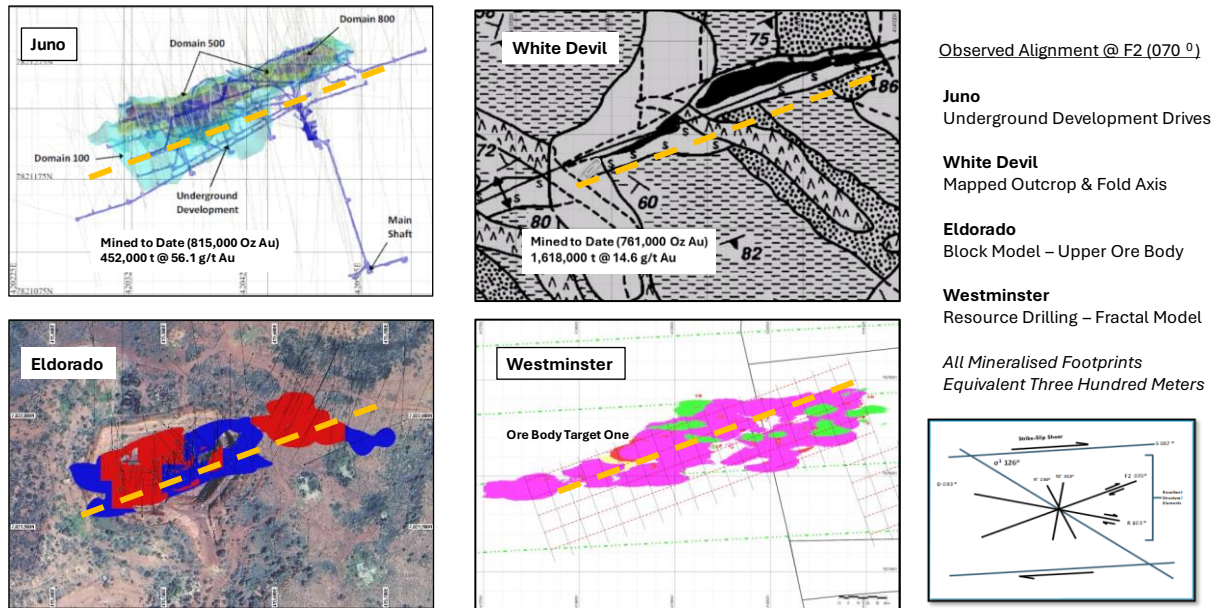 Juno
Domain 800
Domain 500
Domain 100
Underground
Development
Main
Shaft
7821175N
7821075N
42032
42042
Mined to Date (815,000 Oz Au)
452,000 t @ 56.1 g/t Au
White Devil
75
86
72
60
80
82
S
S
S
S
S
Mined to Date (761,000 Oz Au)
1,618,000 t @ 14.6 g/t Au
Observed Alignment @ F2 (070 ⁰)
Juno
Underground Development Drives
White Devil
Mapped Outcrop & Fold Axis
Eldorado
Block Model – Upper Ore Body
Westminster
Resource Drilling – Fractal Model
All Mineralised Footprints
Equivalent Three Hundred Meters
Eldorado
Westminster
Ore Body Target One
Strike-Slip Shear
σ¹ 126°
F2 070°